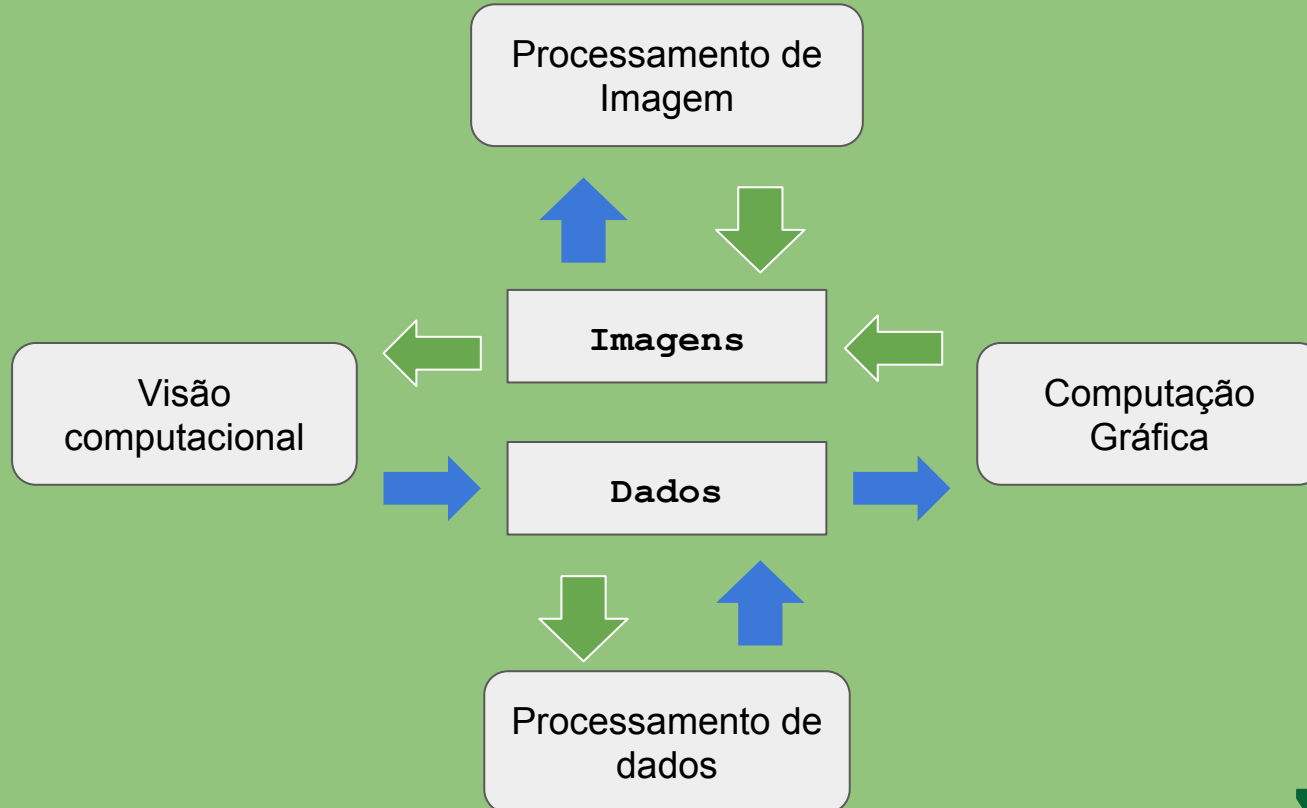 Processamento de
Imagem
Imagens
Visão
computacional
Computação
Gráfica
Dados
Processamento de
dados